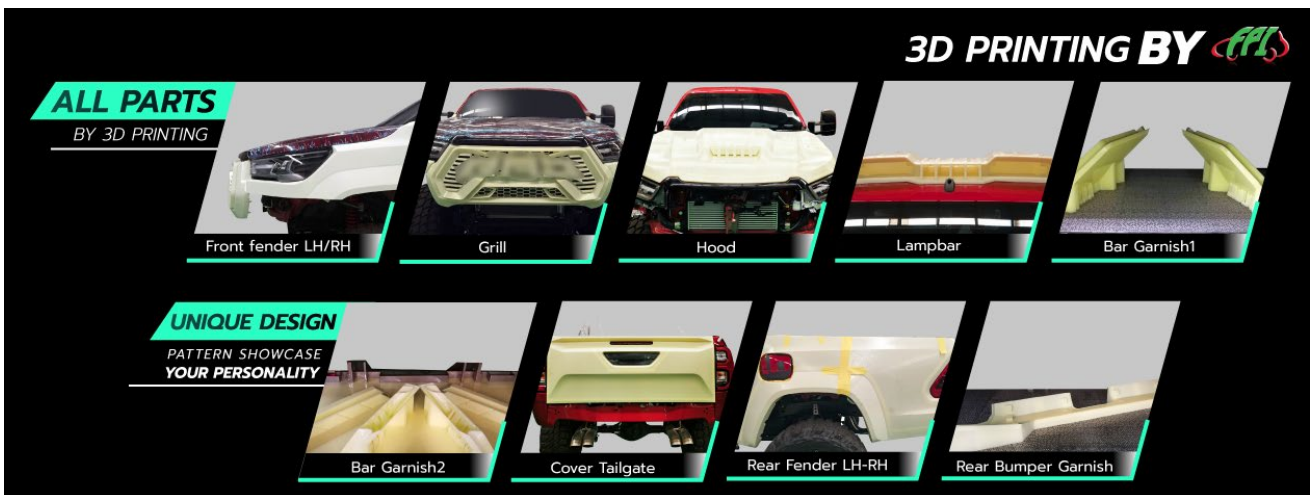 3D PRINTING BY FPI
ALL PARTS
BY 3D PRINTING
Front fender LH/RH
Grill
Hood
Lampbar
Bar Garnish1
UNIQUE DESIGN
PATTERN SHOWCASE
YOUR PERSONALITY
Bar Garnish2
Cover Tailgate
Rear Fender LH-RH
Rear Bumper Garnish